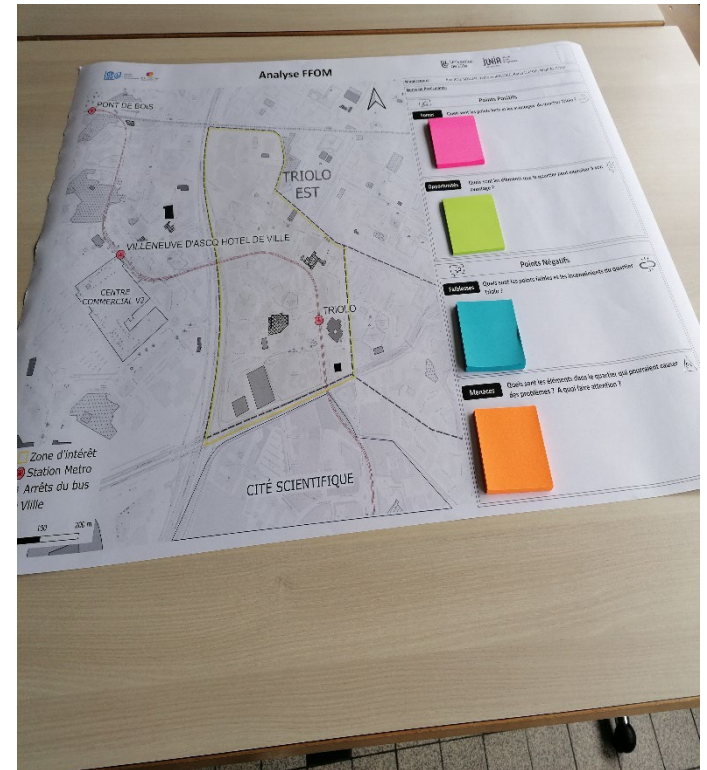 Analyse FFOM
JUNIA
PONT DE BOIS
TRIOLO
EST
VILLENEUVE D'ASCQ HOTEL DE VILLE
CENTRE
COMMERCIAL V2
TRIOLO
CITÉ SCIENTIFIQUE
Zone d'intérêt
Station Metro
Arrêts du bus
Ville
150 300 m
Points Positifs
Forces
Quels sont les points forts et les avantages du quartier Triolo ?
Opportunités
Quels sont les éléments que le quartier peut exploiter à son
avantage ?
Points Négatifs
Faiblesses
Quels sont les points faibles et les inconvénients du quartier
Triolo ?
Menaces
Quels sont les éléments dans le quartier qui pourraient causer
des problèmes ? A quoi faire attention ?